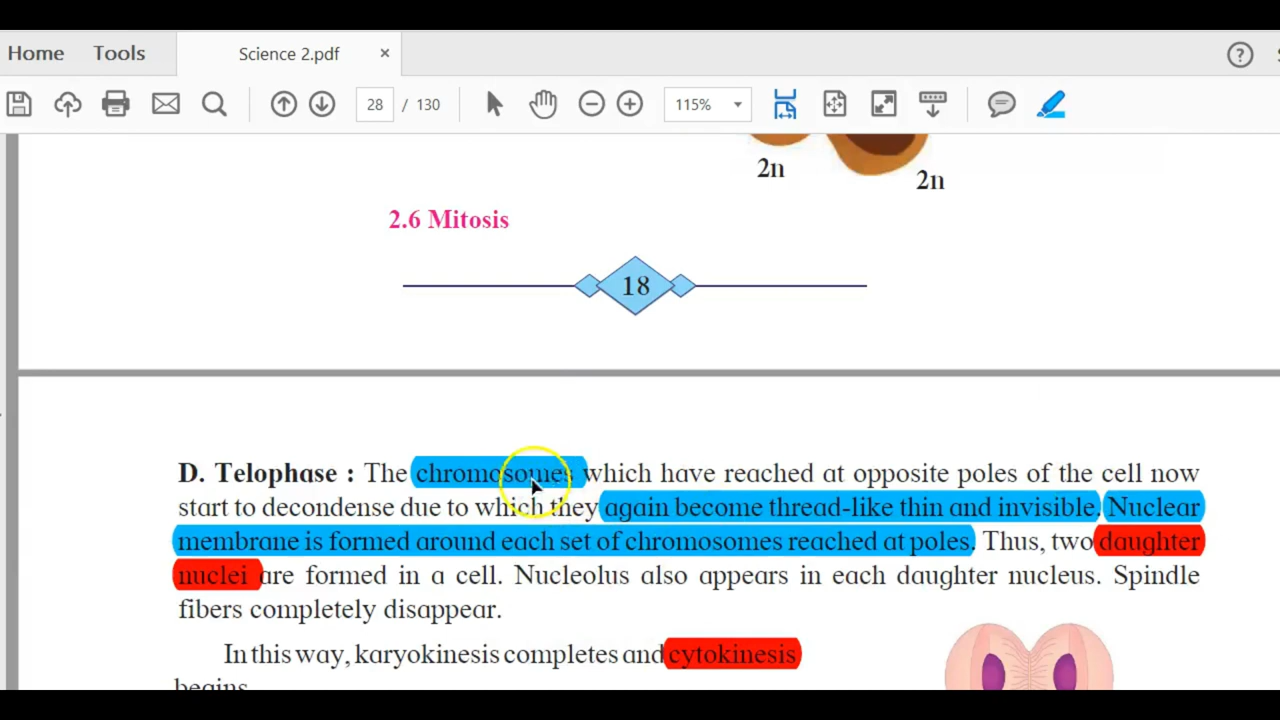 Home Tools Science 2.pdf × ?
28 / 130 115%
2n
2n
2.6 Mitosis
18
D. Telophase : The chromosomes which have reached at opposite poles of the cell now
start to decondense due to which they again become thread-like thin and invisible. Nuclear
membrane is formed around each set of chromosomes reached at poles. Thus, two daughter
nuclei are formed in a cell. Nucleolus also appears in each daughter nucleus. Spindle
fibers completely disappear.
In this way, karyokinesis completes and cytokinesis
begins